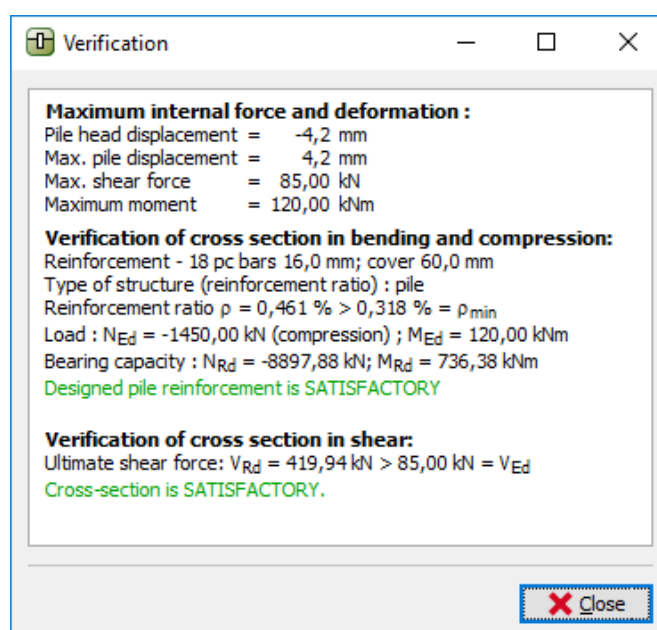 Verification
Maximum internal force and deformation :
Pile head displacement = -4,2 mm
Max. pile displacement = 4,2 mm
Max. shear force = 85,00 kN
Maximum moment = 120,00 kNm
Verification of cross section in bending and compression:
Reinforcement - 18 pc bars 16,0 mm; cover 60,0 mm
Type of structure (reinforcement ratio) : pile
Reinforcement ratio ρ = 0,461 % > 0,318 % = ρmin
Load : NEd = -1450,00 kN (compression) ; MEd = 120,00 kNm
Bearing capacity : NRd = -8897,88 kN; MRd = 736,38 kNm
Designed pile reinforcement is SATISFACTORY
Verification of cross section in shear:
Ultimate shear force: VRd = 419,94 kN > 85,00 kN = VEd
Cross-section is SATISFACTORY.
Close